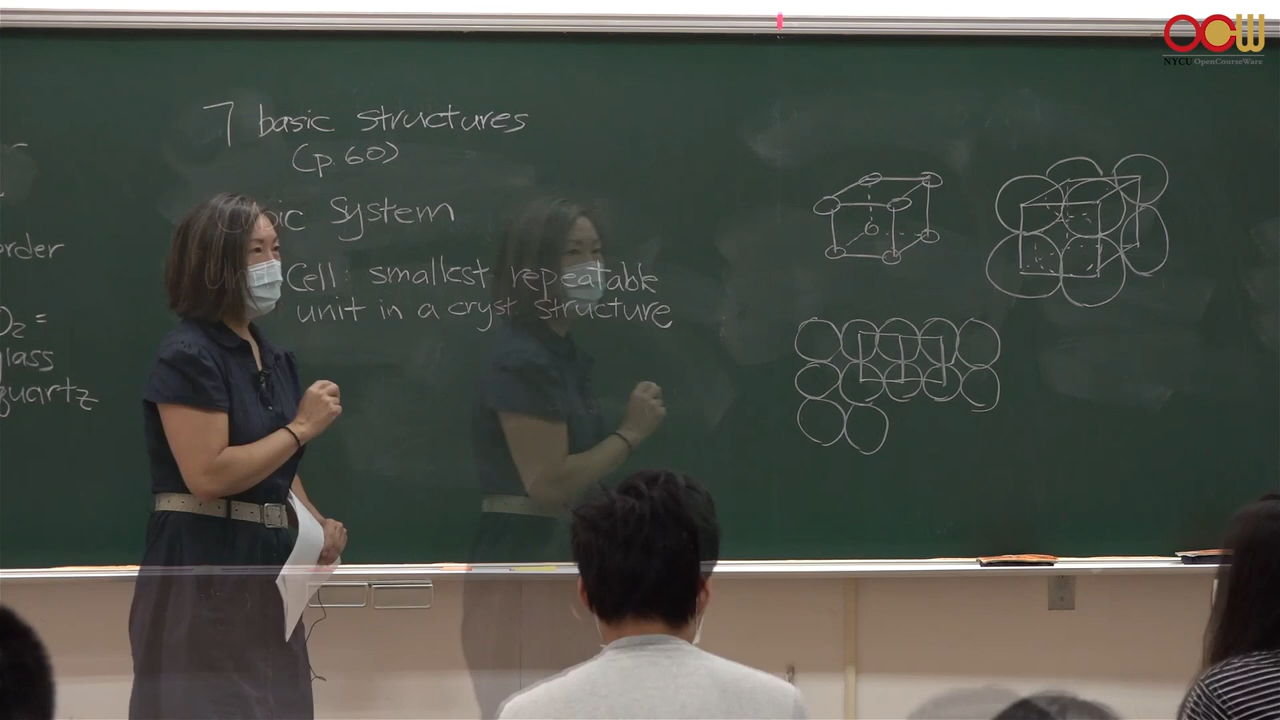 order
O₂ =
glass
quartz
7 basic structures
(p. 60)
System
Cell: smallest repeatable
unit in a cryst structure
OCW
NYCU OpenCourseWare